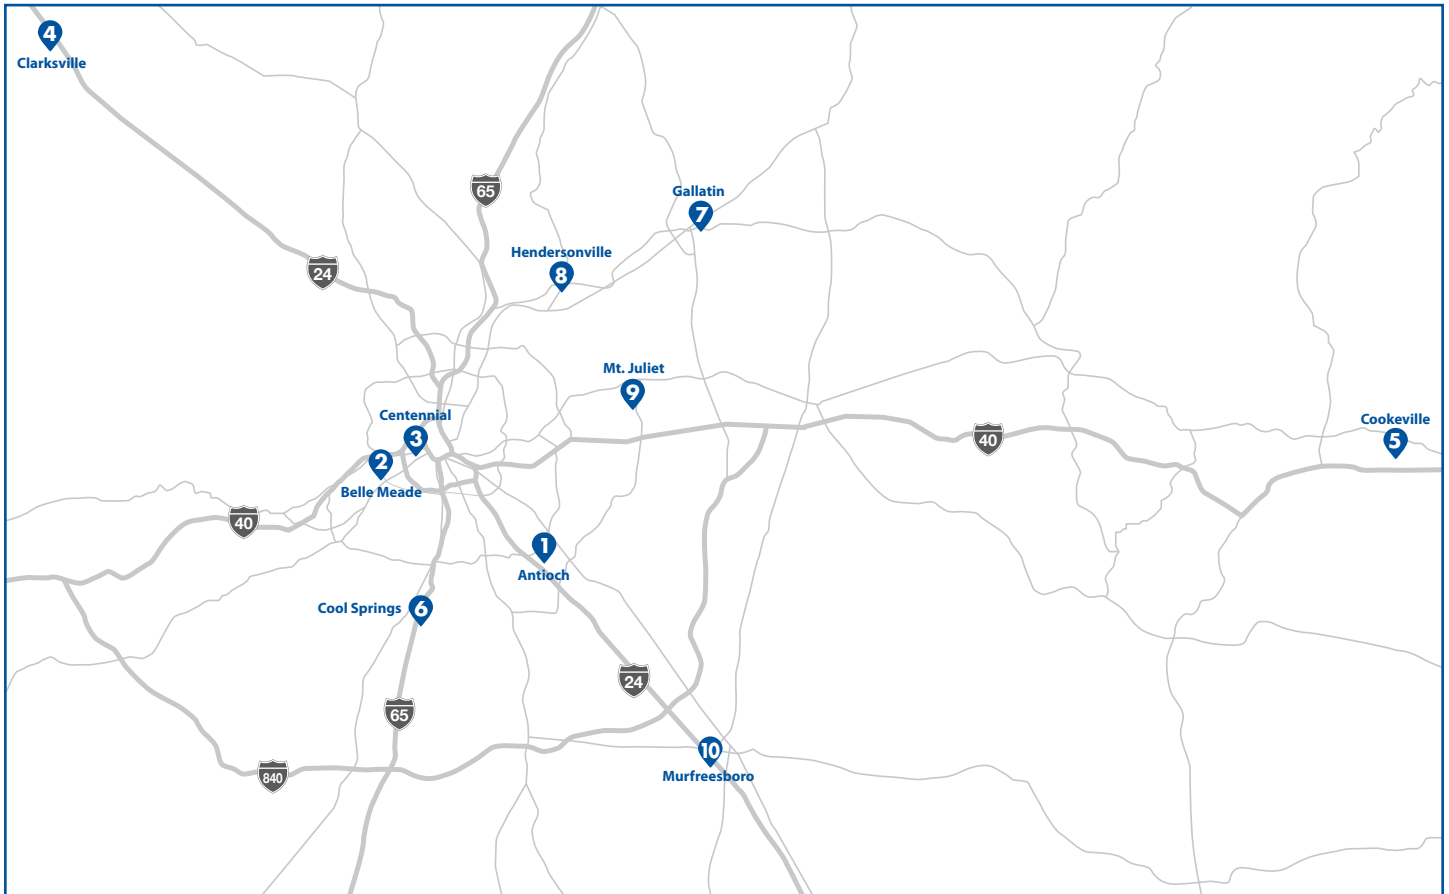 4
Clarksville
65
Gallatin
7
Hendersonville
8
24
Mt. Juliet
9
Centennial
3
Cookeville
5
40
2
Belle Meade
40
1
Antioch
Cool Springs 6
24
65
10
Murfreesboro
840